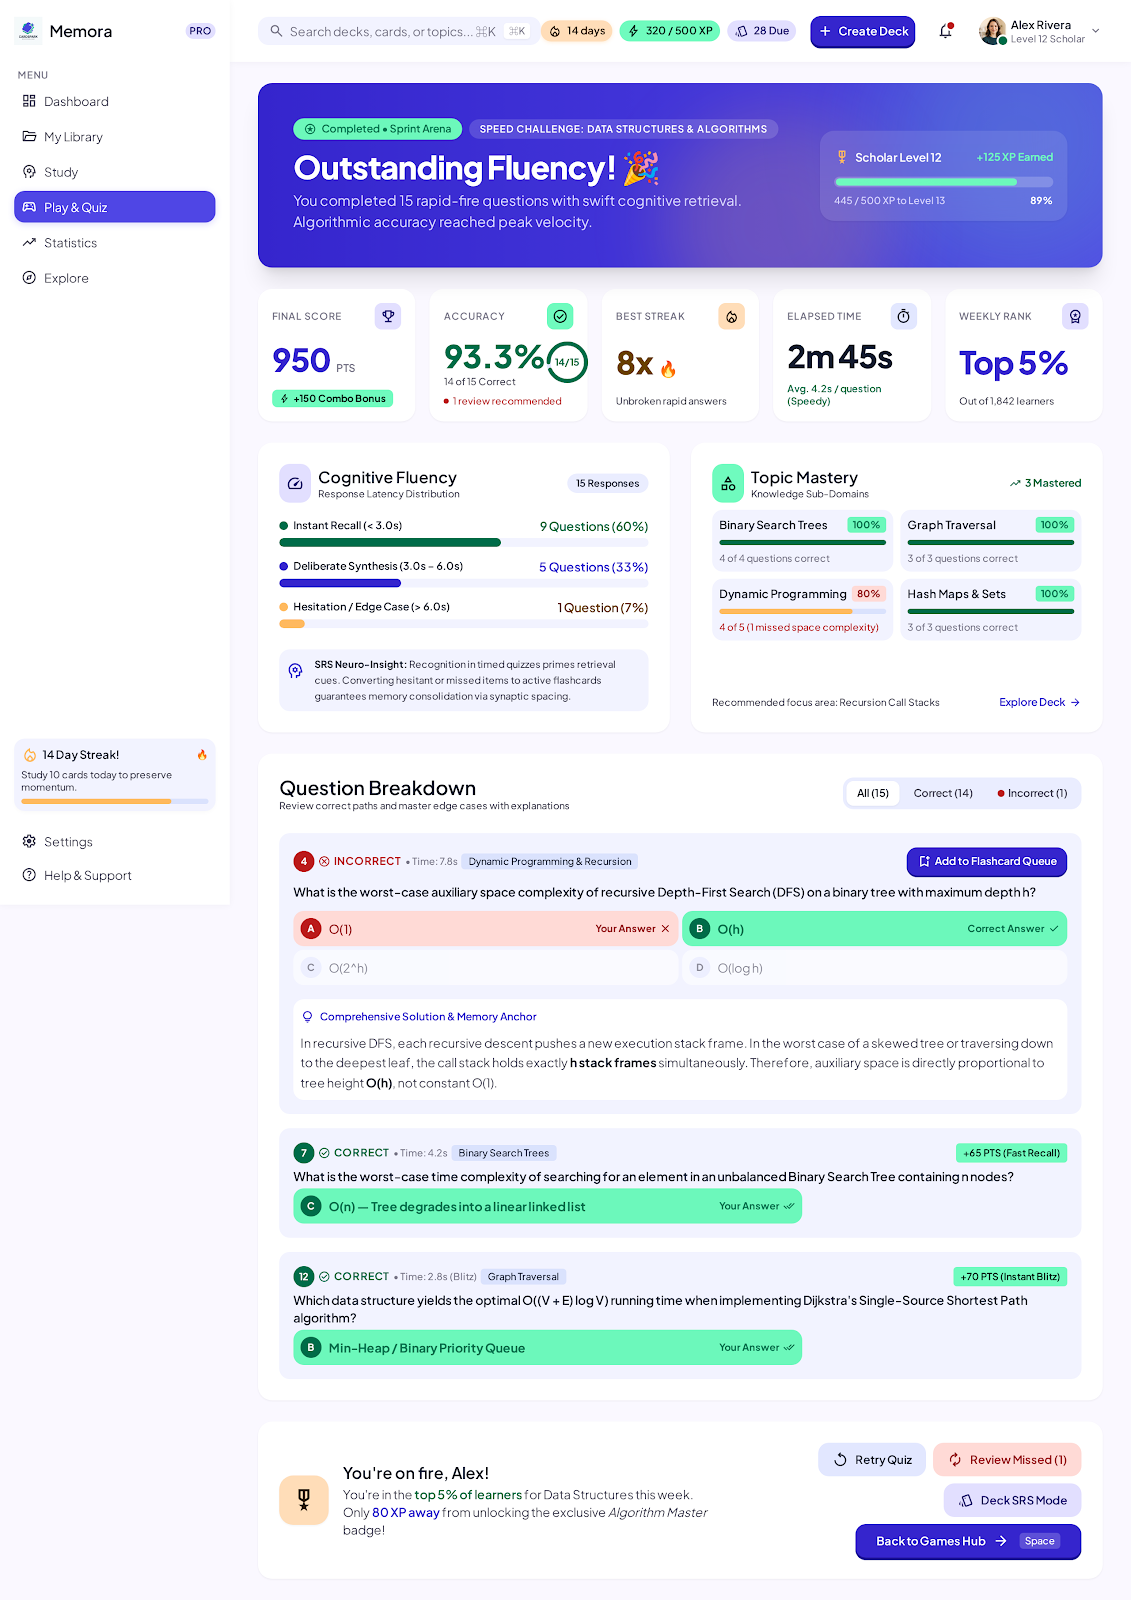 Memora
PRO
Search decks, cards, or topics... ⌘K
⌘K
14 days
320 / 500 XP
28 Due
Create Deck
Alex Rivera
Level 12 Scholar
MENU
Dashboard
My Library
Study
Play & Quiz
Statistics
Explore
14 Day Streak! 🔥
Study 10 cards today to preserve
momentum.
Settings
Help & Support
Completed • Sprint Arena
SPEED CHALLENGE: DATA STRUCTURES & ALGORITHMS
Outstanding Fluency! 🎉
You completed 15 rapid-fire questions with swift cognitive retrieval.
Algorithmic accuracy reached peak velocity.
Scholar Level 12
+125 XP Earned
445 / 500 XP to Level 13
89%
FINAL SCORE
950 PTS
+150 Combo Bonus
ACCURACY
93.3%
14/15
14 of 15 Correct
1 review recommended
BEST STREAK
8x 🔥
Unbroken rapid answers
ELAPSED TIME
2m 45s
Avg. 4.2s / question
(Speedy)
WEEKLY RANK
Top 5%
Out of 1,842 learners
Cognitive Fluency
Response Latency Distribution
15 Responses
Instant Recall (< 3.0s)
9 Questions (60%)
Deliberate Synthesis (3.0s – 6.0s)
5 Questions (33%)
Hesitation / Edge Case (> 6.0s)
1 Question (7%)
SRS Neuro-Insight: Recognition in timed quizzes primes retrieval
cues. Converting hesitant or missed items to active flashcards
guarantees memory consolidation via synaptic spacing.
Topic Mastery
Knowledge Sub-Domains
3 Mastered
Binary Search Trees
100%
4 of 4 questions correct
Graph Traversal
100%
3 of 3 questions correct
Dynamic Programming
80%
4 of 5 (1 missed space complexity)
Hash Maps & Sets
100%
3 of 3 questions correct
Recommended focus area: Recursion Call Stacks
Explore Deck →
Question Breakdown
Review correct paths and master edge cases with explanations
All (15)
Correct (14)
Incorrect (1)
4 INCORRECT • Time: 7.8s Dynamic Programming & Recursion
Add to Flashcard Queue
What is the worst-case auxiliary space complexity of recursive Depth-First Search (DFS) on a binary tree with maximum depth h?
A O(1) Your Answer ✕
B O(h) Correct Answer ✓
C O(2^h)
D O(log h)
Comprehensive Solution & Memory Anchor
In recursive DFS, each recursive descent pushes a new execution stack frame. In the worst case of a skewed tree or traversing down
to the deepest leaf, the call stack holds exactly h stack frames simultaneously. Therefore, auxiliary space is directly proportional to
tree height O(h), not constant O(1).
7 CORRECT • Time: 4.2s Binary Search Trees
+65 PTS (Fast Recall)
What is the worst-case time complexity of searching for an element in an unbalanced Binary Search Tree containing n nodes?
C O(n) — Tree degrades into a linear linked list Your Answer
12 CORRECT • Time: 2.8s (Blitz) Graph Traversal
+70 PTS (Instant Blitz)
Which data structure yields the optimal O((V + E) log V) running time when implementing Dijkstra's Single-Source Shortest Path
algorithm?
B Min-Heap / Binary Priority Queue Your Answer
You're on fire, Alex!
You're in the top 5% of learners for Data Structures this week.
Only 80 XP away from unlocking the exclusive Algorithm Master
badge!
Retry Quiz
Review Missed (1)
Deck SRS Mode
Back to Games Hub → Space